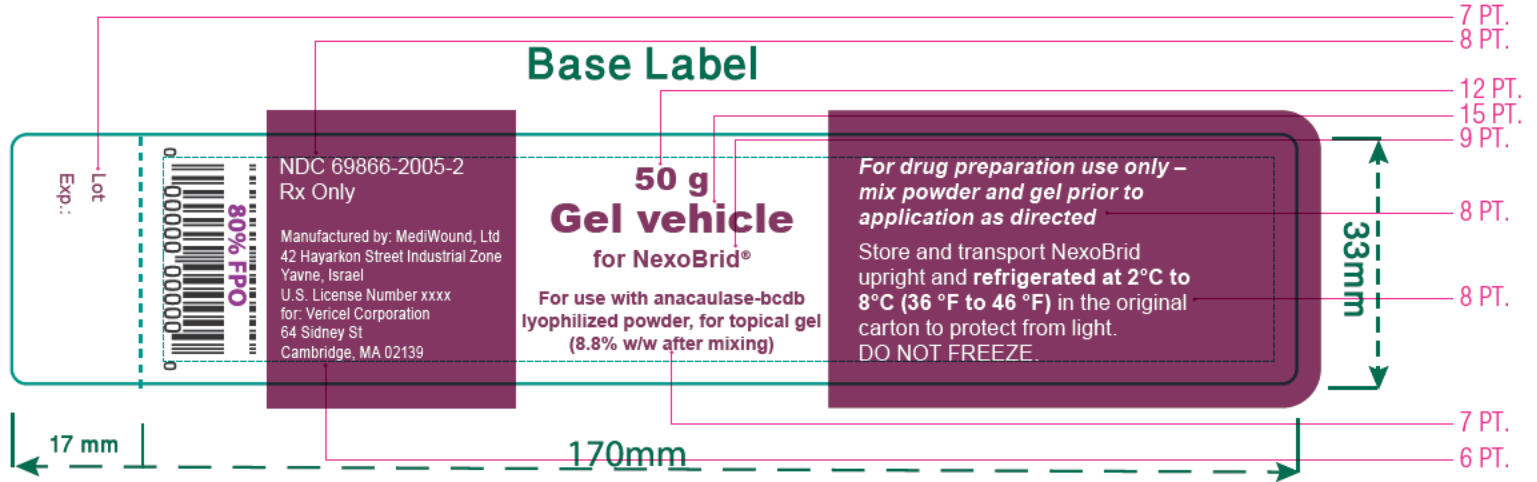 7 PT.
8 PT.
Base Label
12 PT.
15 PT.
9 PT.
Lot
Exp.:
0 00000 00000 0
80% FPO
NDC 69866-2005-2
Rx Only
Manufactured by: MediWound, Ltd
42 Hayarkon Street Industrial Zone
Yavne, Israel
U.S. License Number xxxx
for: Vericel Corporation
64 Sidney St
Cambridge, MA 02139
50 g
Gel vehicle
for NexoBrid®
For use with anacaulase-bcdb
lyophilized powder, for topical gel
(8.8% w/w after mixing)
For drug preparation use only –
mix powder and gel prior to
application as directed
Store and transport NexoBrid
upright and refrigerated at 2°C to
8°C (36 °F to 46 °F) in the original
carton to protect from light.
DO NOT FREEZE.
33mm
8 PT.
8 PT.
7 PT.
6 PT.
17 mm
170mm